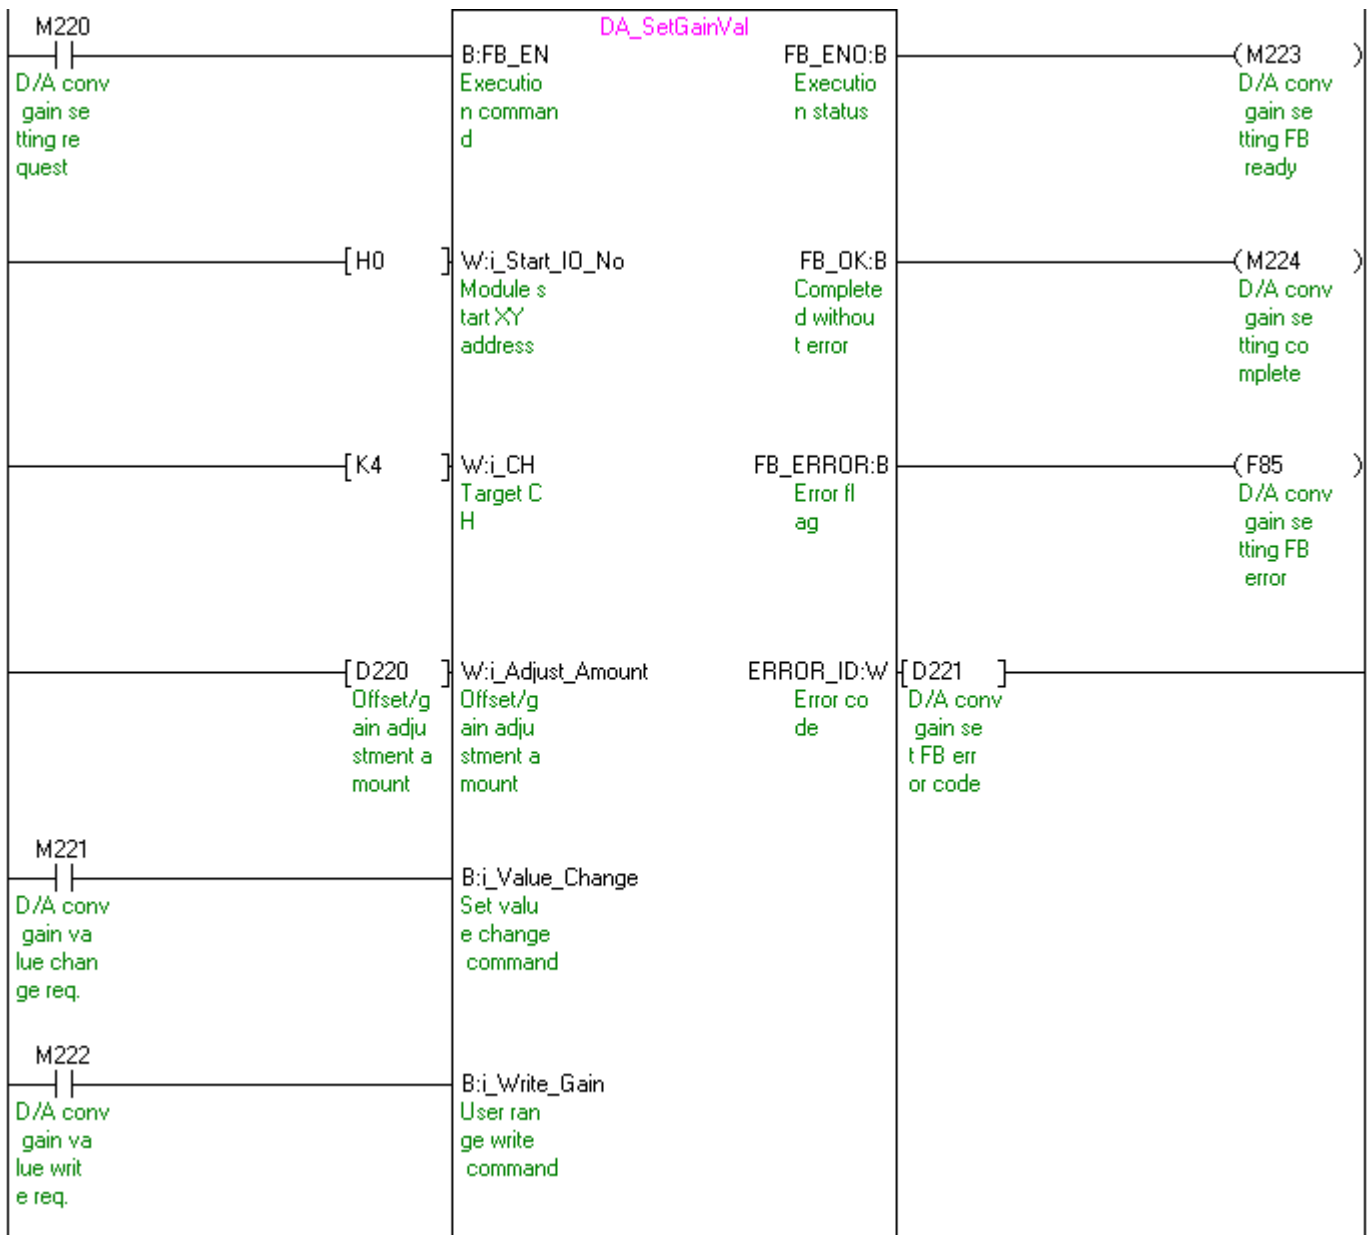 M220
DA_SetGainVal
B:FB_EN
FB_ENO:B
(M223 )
D/A conv
gain se
tting re
quest
Executio
n comman
d
Executio
n status
D/A conv
gain se
tting FB
ready
[H0 ]
W:i_Start_IO_No
FB_OK:B
(M224 )
Module s
tart XY
address
Complete
d withou
t error
D/A conv
gain se
tting co
mplete
[K4 ]
W:i_CH
FB_ERROR:B
(F85 )
Target C
H
Error fl
ag
D/A conv
gain se
tting FB
error
[D220 ]
W:i_Adjust_Amount
ERROR_ID:W
[D221 ]
Offset/g
ain adju
stment a
mount
Offset/g
ain adju
stment a
mount
Error co
de
D/A conv
gain se
t FB err
or code
M221
B:i_Value_Change
D/A conv
gain va
lue chan
ge req.
Set valu
e change
command
M222
B:i_Write_Gain
D/A conv
gain va
lue writ
e req.
User ran
ge write
command